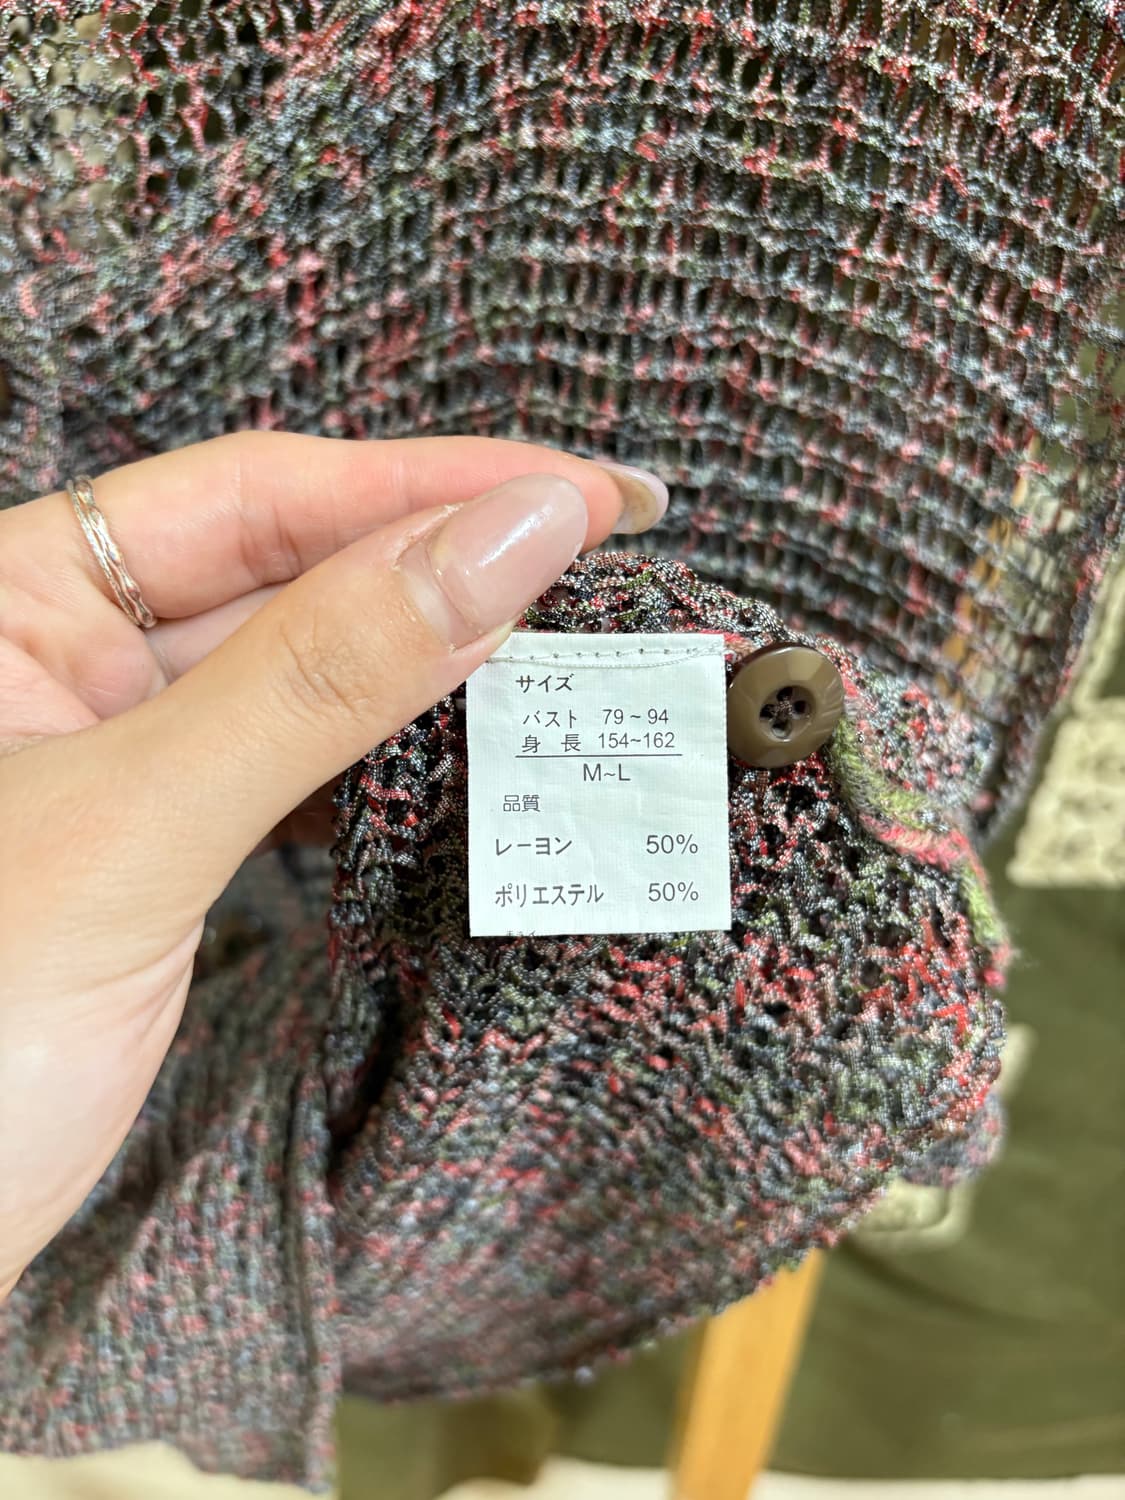 サイズ
バスト 79~94
身長 154~162
M~L
品質
レーヨン 50%
ポリエステル 50%